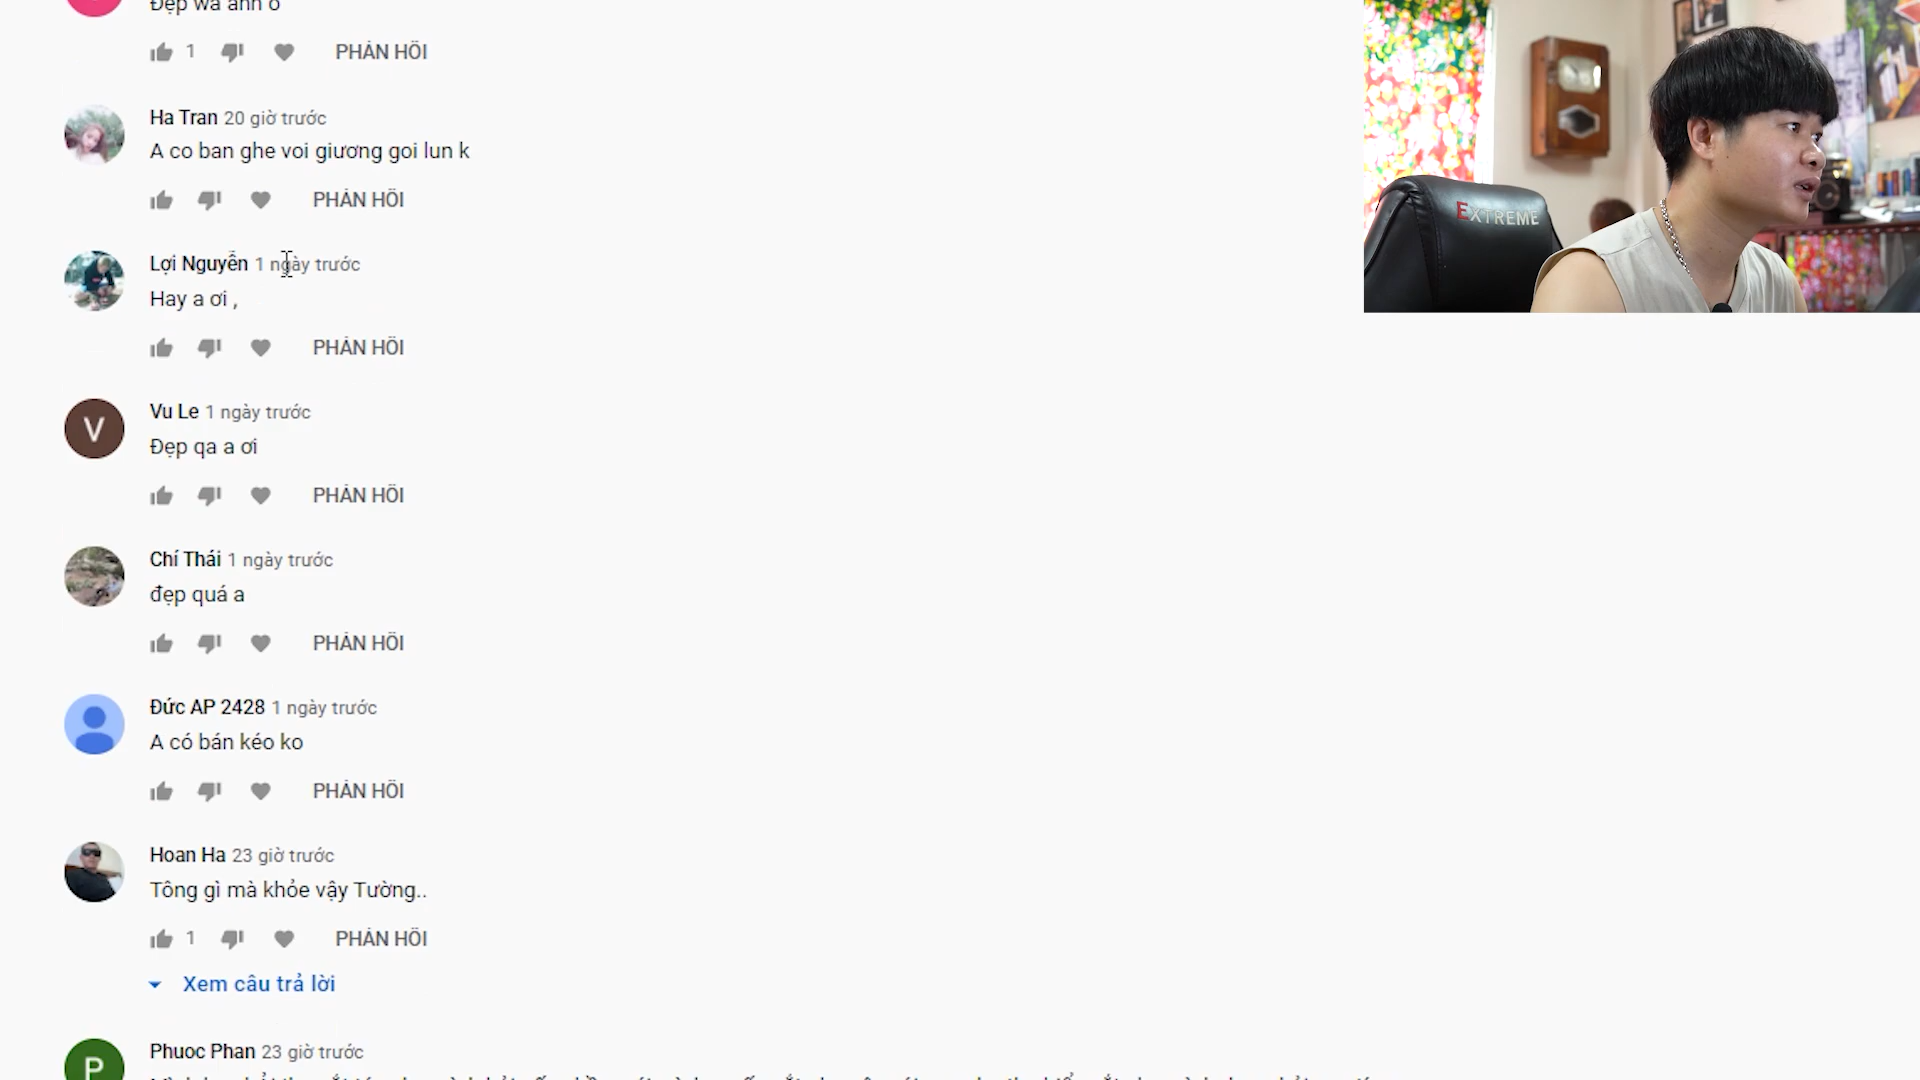 Đẹp wa anh ơ
1 PHẢN HỒI
Ha Tran 20 giờ trước
A co ban ghe voi giương goi lun k
PHẢN HỒI
Lợi Nguyễn 1 ngày trước
Hay a ơi ,
PHẢN HỒI
Vu Le 1 ngày trước
Đẹp qa a ơi
PHẢN HỒI
Chí Thái 1 ngày trước
đẹp quá a
PHẢN HỒI
Đức AP 2428 1 ngày trước
A có bán kéo ko
PHẢN HỒI
Hoan Ha 23 giờ trước
Tông gì mà khỏe vậy Tường..
1 PHẢN HỒI
Xem câu trả lời
Phuoc Phan 23 giờ trước
V
P
EXTREME